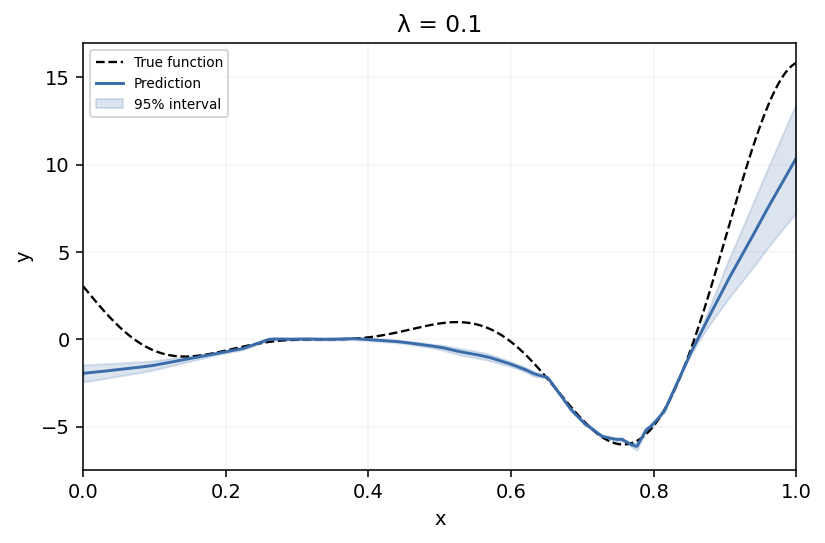 λ = 0.1
True function
Prediction
95% interval
15
10
5
0
−5
y
0.0 0.2 0.4 0.6 0.8 1.0
x